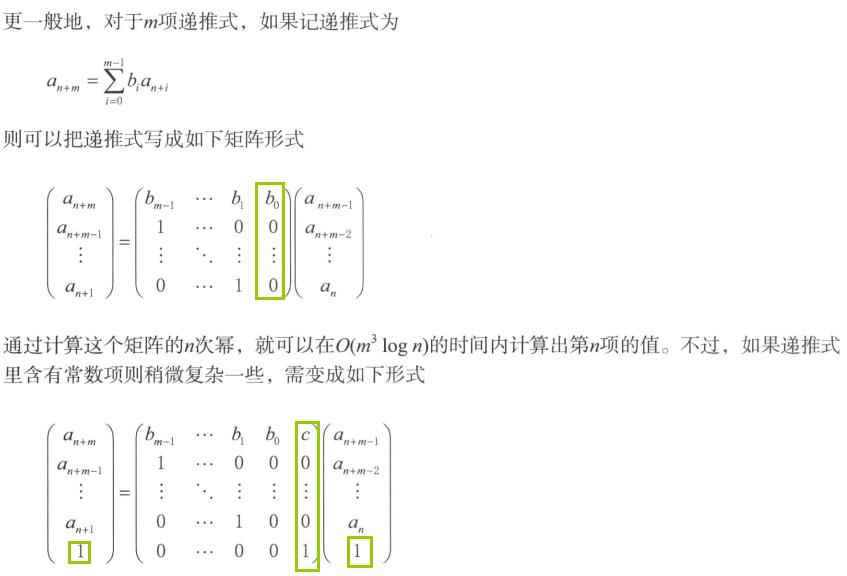 更一般地，对于m项递推式，如果记递推式为
a_{n+m} = \sum_{i=0}^{m-1} b_i a_{n+i}
则可以把递推式写成如下矩阵形式
\begin{pmatrix} a_{n+m} \\ a_{n+m-1} \\ \vdots \\ a_{n+1} \end{pmatrix} = \begin{pmatrix} b_{m-1} & \cdots & b_1 & b_0 \\ 1 & \cdots & 0 & 0 \\ \vdots & \ddots & \vdots & \vdots \\ 0 & \cdots & 1 & 0 \end{pmatrix} \begin{pmatrix} a_{n+m-1} \\ a_{n+m-2} \\ \vdots \\ a_n \end{pmatrix}
通过计算这个矩阵的n次幂，就可以在O(m³ log n)的时间内计算出第n项的值。不过，如果递推式
里含有常数项则稍微复杂一些，需变成如下形式
\begin{pmatrix} a_{n+m} \\ a_{n+m-1} \\ \vdots \\ a_{n+1} \\ 1 \end{pmatrix} = \begin{pmatrix} b_{m-1} & \cdots & b_1 & b_0 & c \\ 1 & \cdots & 0 & 0 & 0 \\ \vdots & \ddots & \vdots & \vdots & \vdots \\ 0 & \cdots & 1 & 0 & 0 \\ 0 & \cdots & 0 & 0 & 1 \end{pmatrix} \begin{pmatrix} a_{n+m-1} \\ a_{n+m-2} \\ \vdots \\ a_n \\ 1 \end{pmatrix}